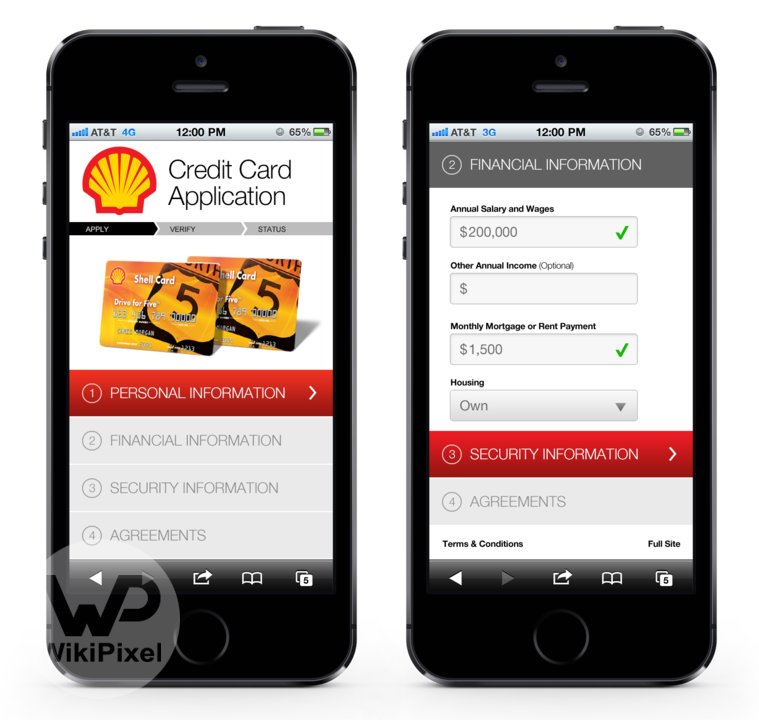 AT&T 4G 12:00 PM 65%
Credit Card
Application
APPLY VERIFY STATUS
Shell Card
Drive for Five
5
Shell Card
5
1 PERSONAL INFORMATION
2 FINANCIAL INFORMATION
3 SECURITY INFORMATION
4 AGREEMENTS
5
WP
WikiPixel
AT&T 3G 12:00 PM 65%
2 FINANCIAL INFORMATION
Annual Salary and Wages
$200,000
Other Annual Income (Optional)
$
Monthly Mortgage or Rent Payment
$1,500
Housing
Own
3 SECURITY INFORMATION
4 AGREEMENTS
Terms & Conditions Full Site
5